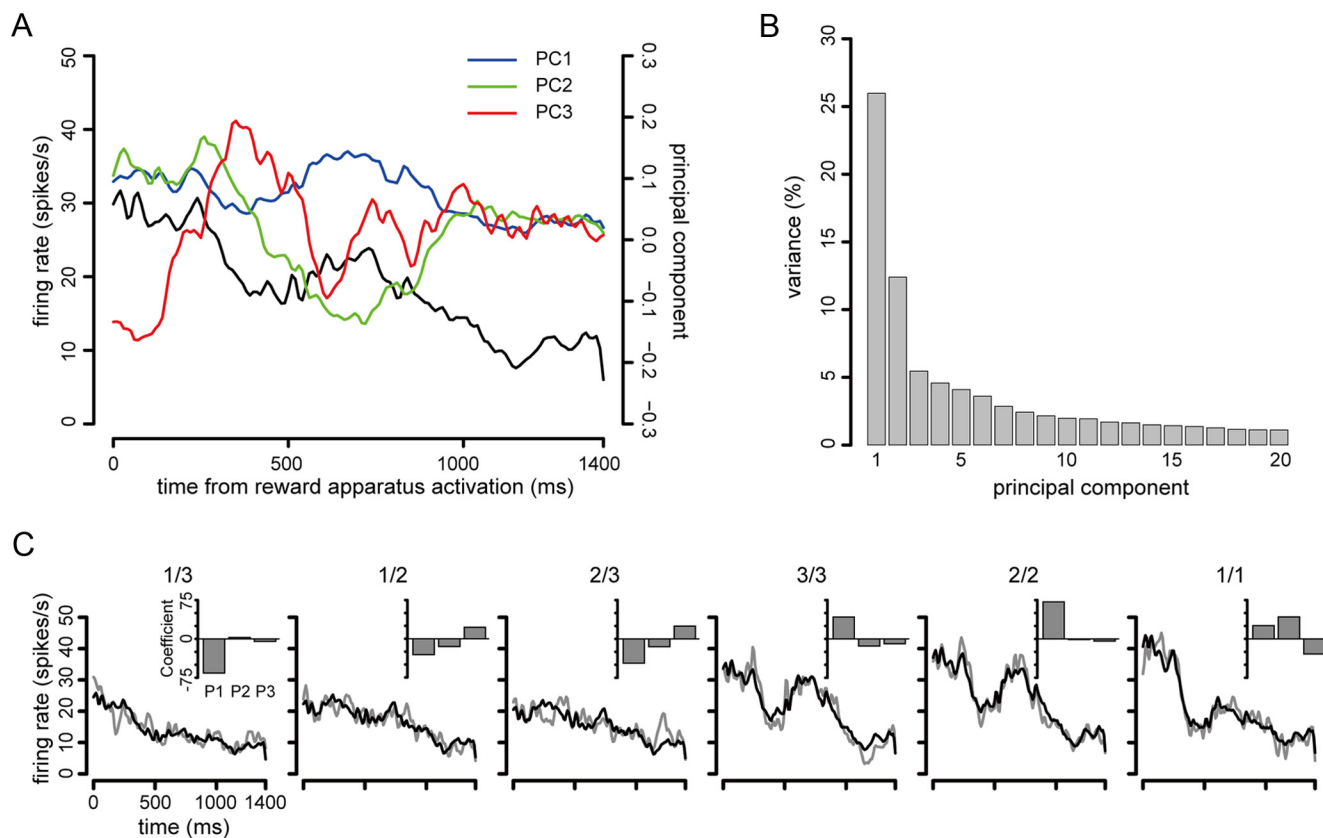 A
PC1
PC2
PC3
firing rate (spikes/s)
0 10 20 30 40 50
principal component
0.3 0.2 0.1 0.0 −0.1 −0.2 −0.3
0 500 1000 1400
time from reward apparatus activation (ms)
B
variance (%)
0 5 10 15 20 25 30
1 5 10 15 20
principal component
C
1/3 1/2 2/3 3/3 2/2 1/1
firing rate (spikes/s)
0 10 20 30 40 50
Coefficient
75 0 -75
P1 P2 P3
0 500 1000 1400
time (ms)